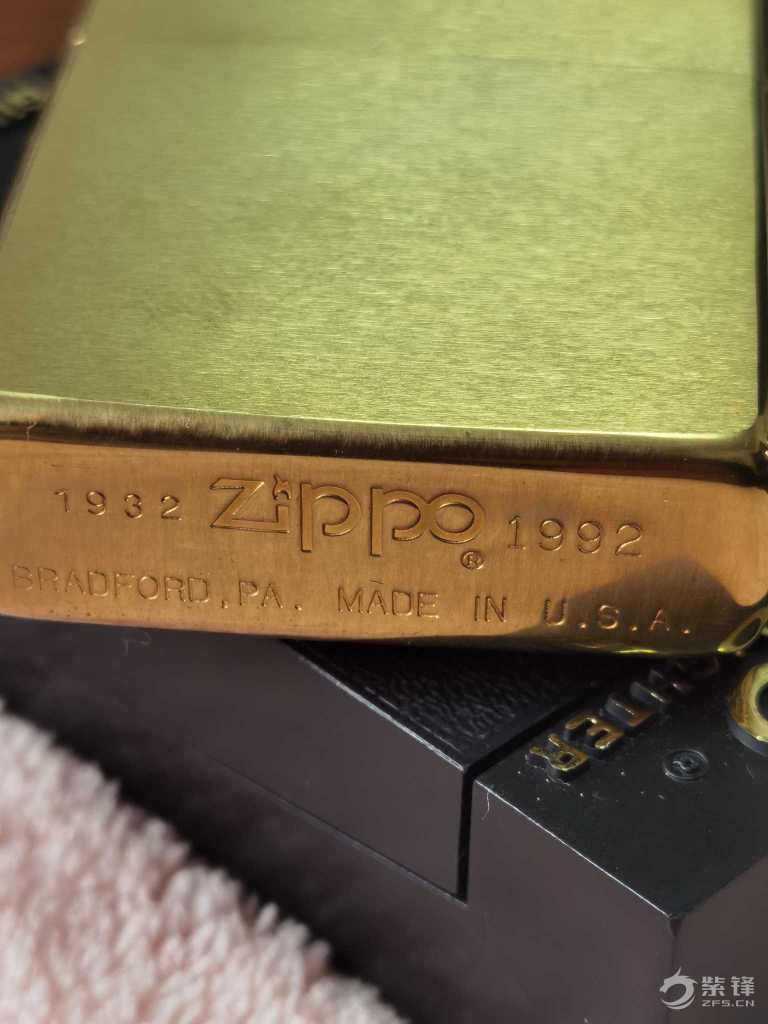 1932 Zippo® 1992
BRADFORD, PA. MADE IN U.S.A.
紫锋
ZFS.CN